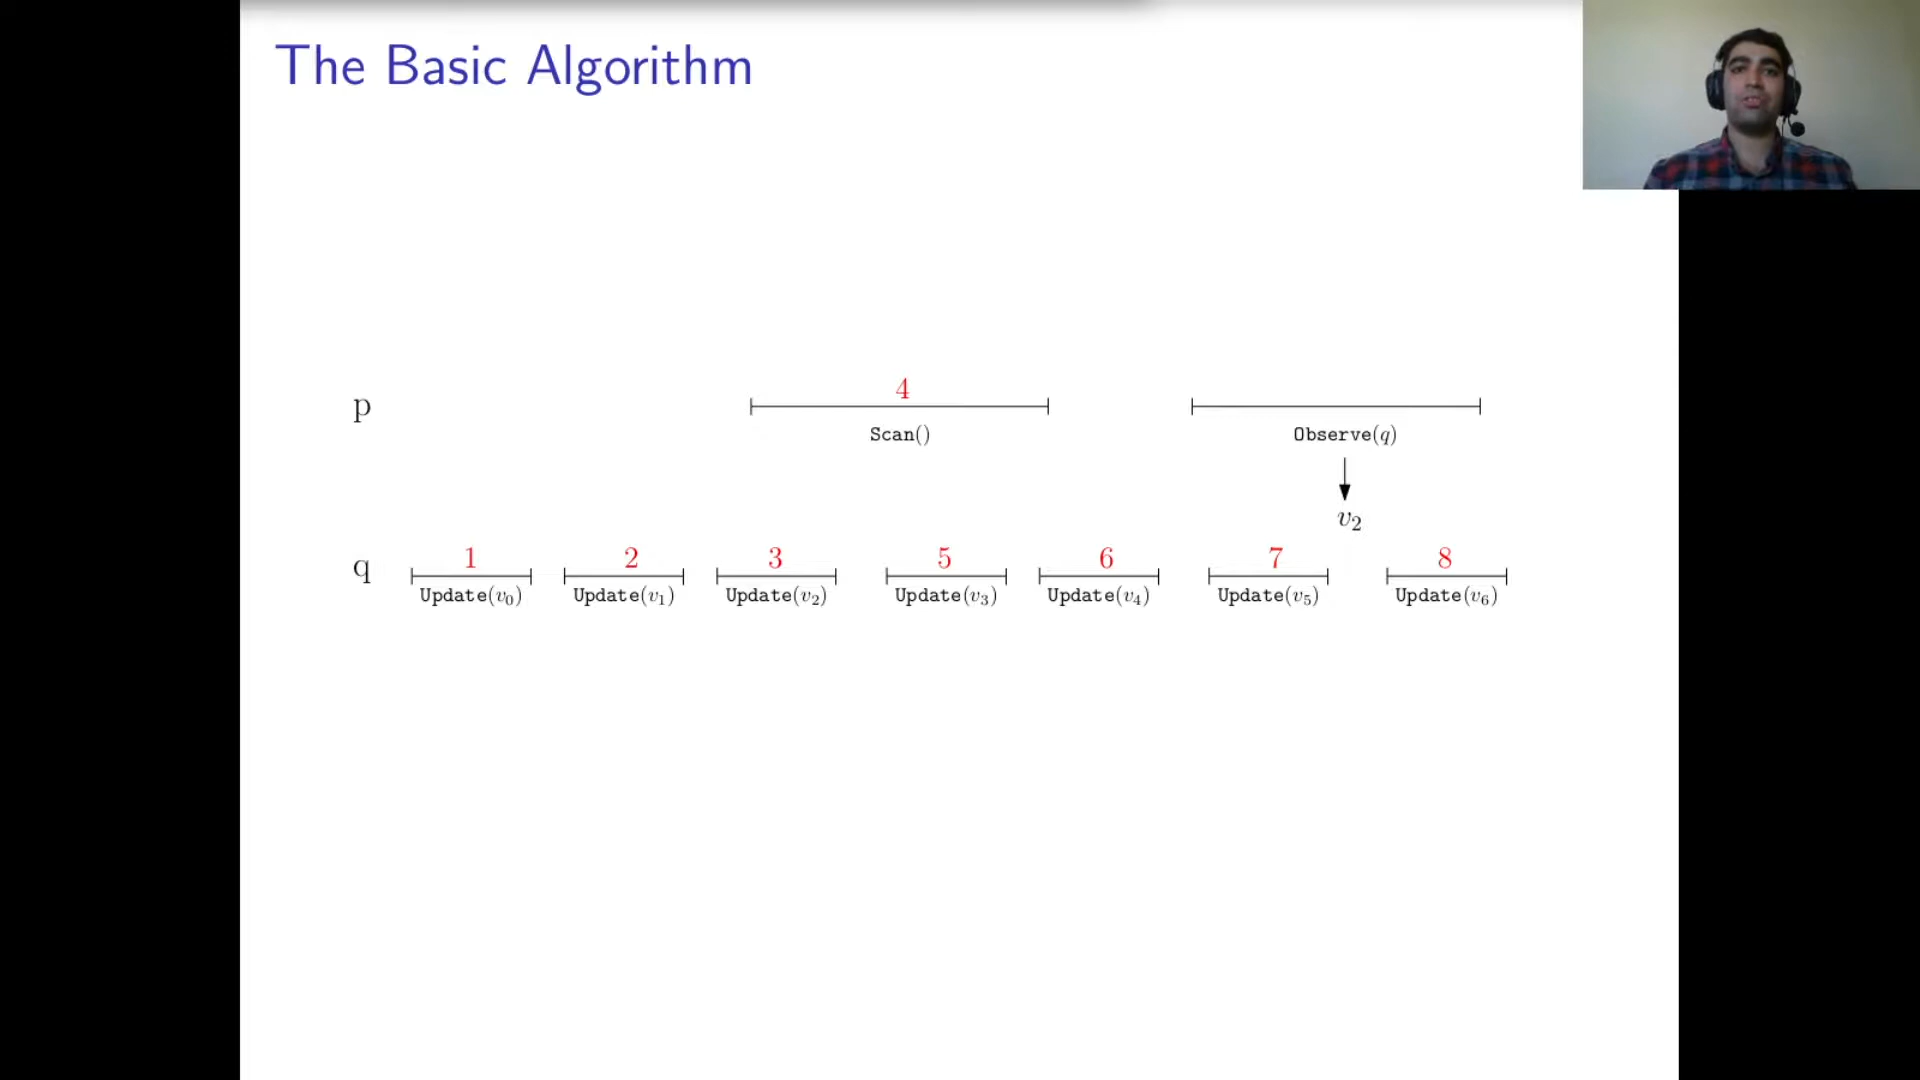 The Basic Algorithm
4
p
Scan() Observe(q)
v₂
1 2 3 5 6 7 8
q
Update(v₀) Update(v₁) Update(v₂) Update(v₃) Update(v₄) Update(v₅) Update(v₆)